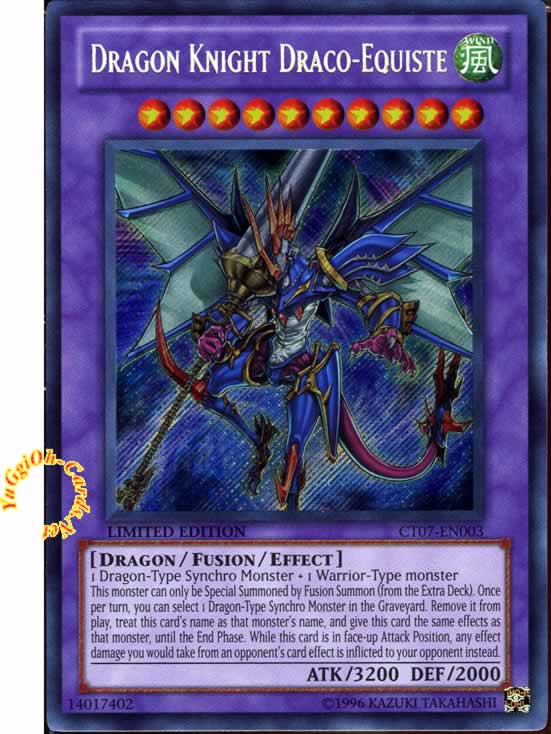 DRAGON KNIGHT DRACO-EQUISTE
WIND
風
LIMITED EDITION
CT07-EN003
[DRAGON / FUSION / EFFECT]
1 Dragon-Type Synchro Monster + 1 Warrior-Type monster
This monster can only be Special Summoned by Fusion Summon (from the Extra Deck). Once
per turn, you can select 1 Dragon-Type Synchro Monster in the Graveyard. Remove it from
play, treat this card's name as that monster's name, and give this card the same effects as
that monster, until the End Phase. While this card is in face-up Attack Position, any effect
damage you would take from an opponent's card effect is inflicted to your opponent instead.
ATK/3200 DEF/2000
14017402
©1996 KAZUKI TAKAHASHI
YuGgiOh-Cards.Net